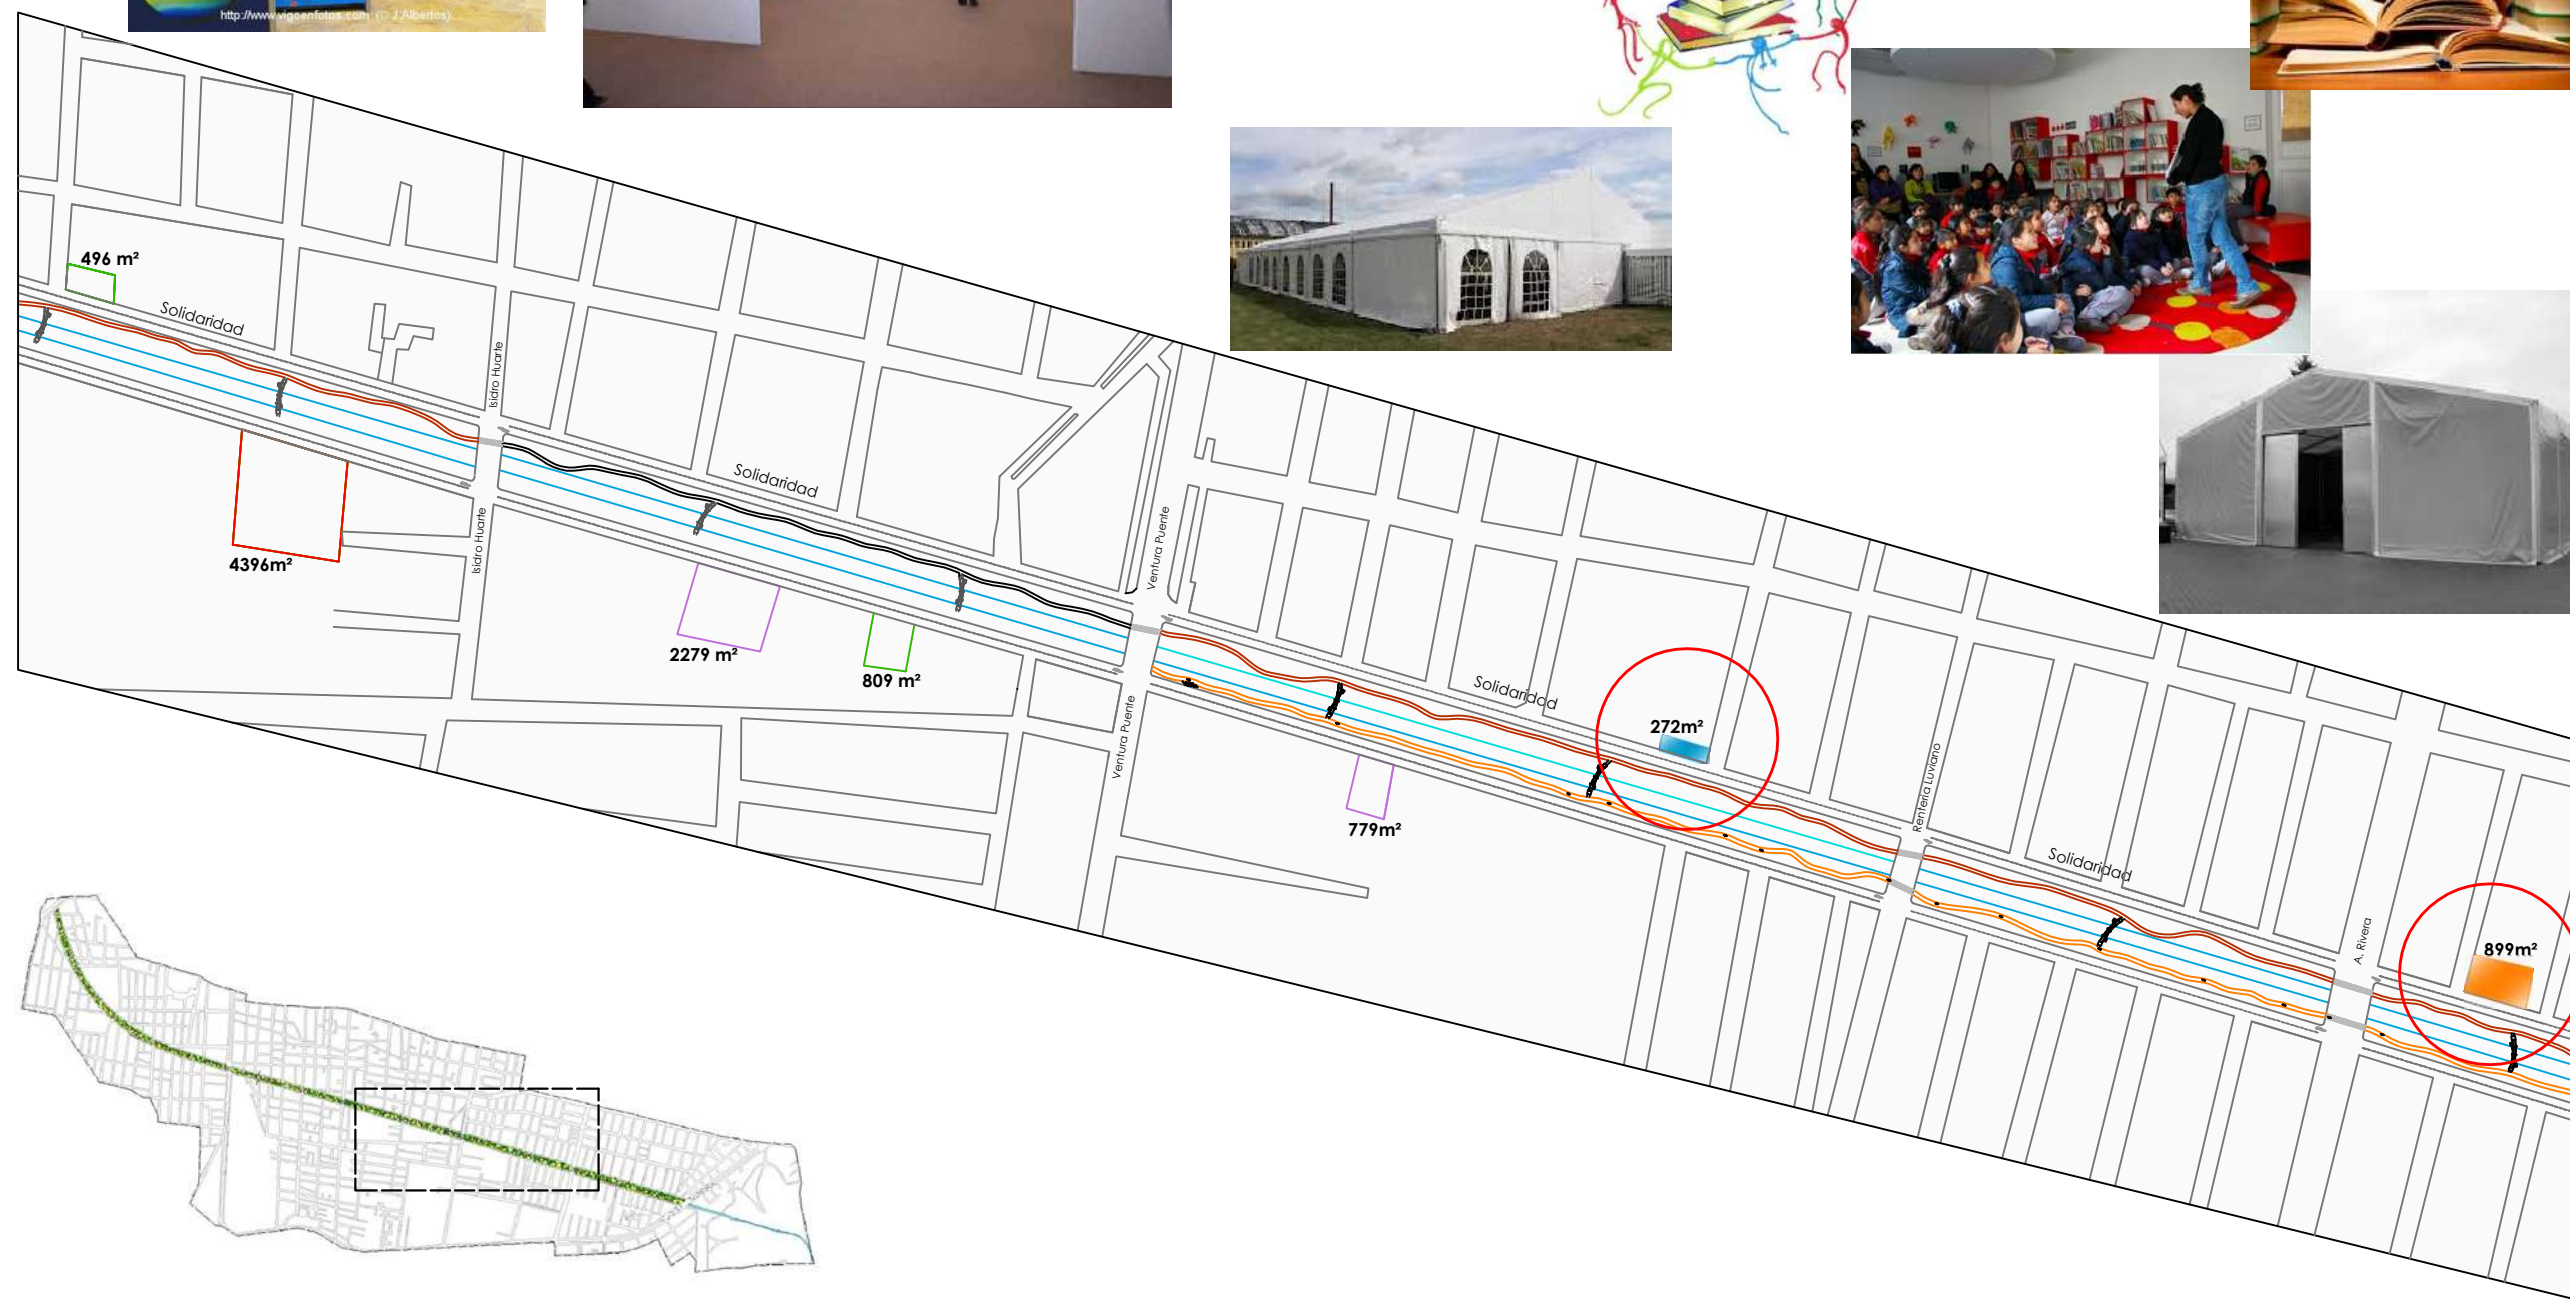 http://www.vigoenfotos.com (© J.Albertos)
496 m²
Solidaridad
Isidro Huarte
Solidaridad
4396m²
Isidro Huarte
Ventura Puente
2279 m²
809 m²
Solidaridad
272m²
Ventura Puente
779m²
Rentería Luviano
Solidaridad
A. Rivera
899m²